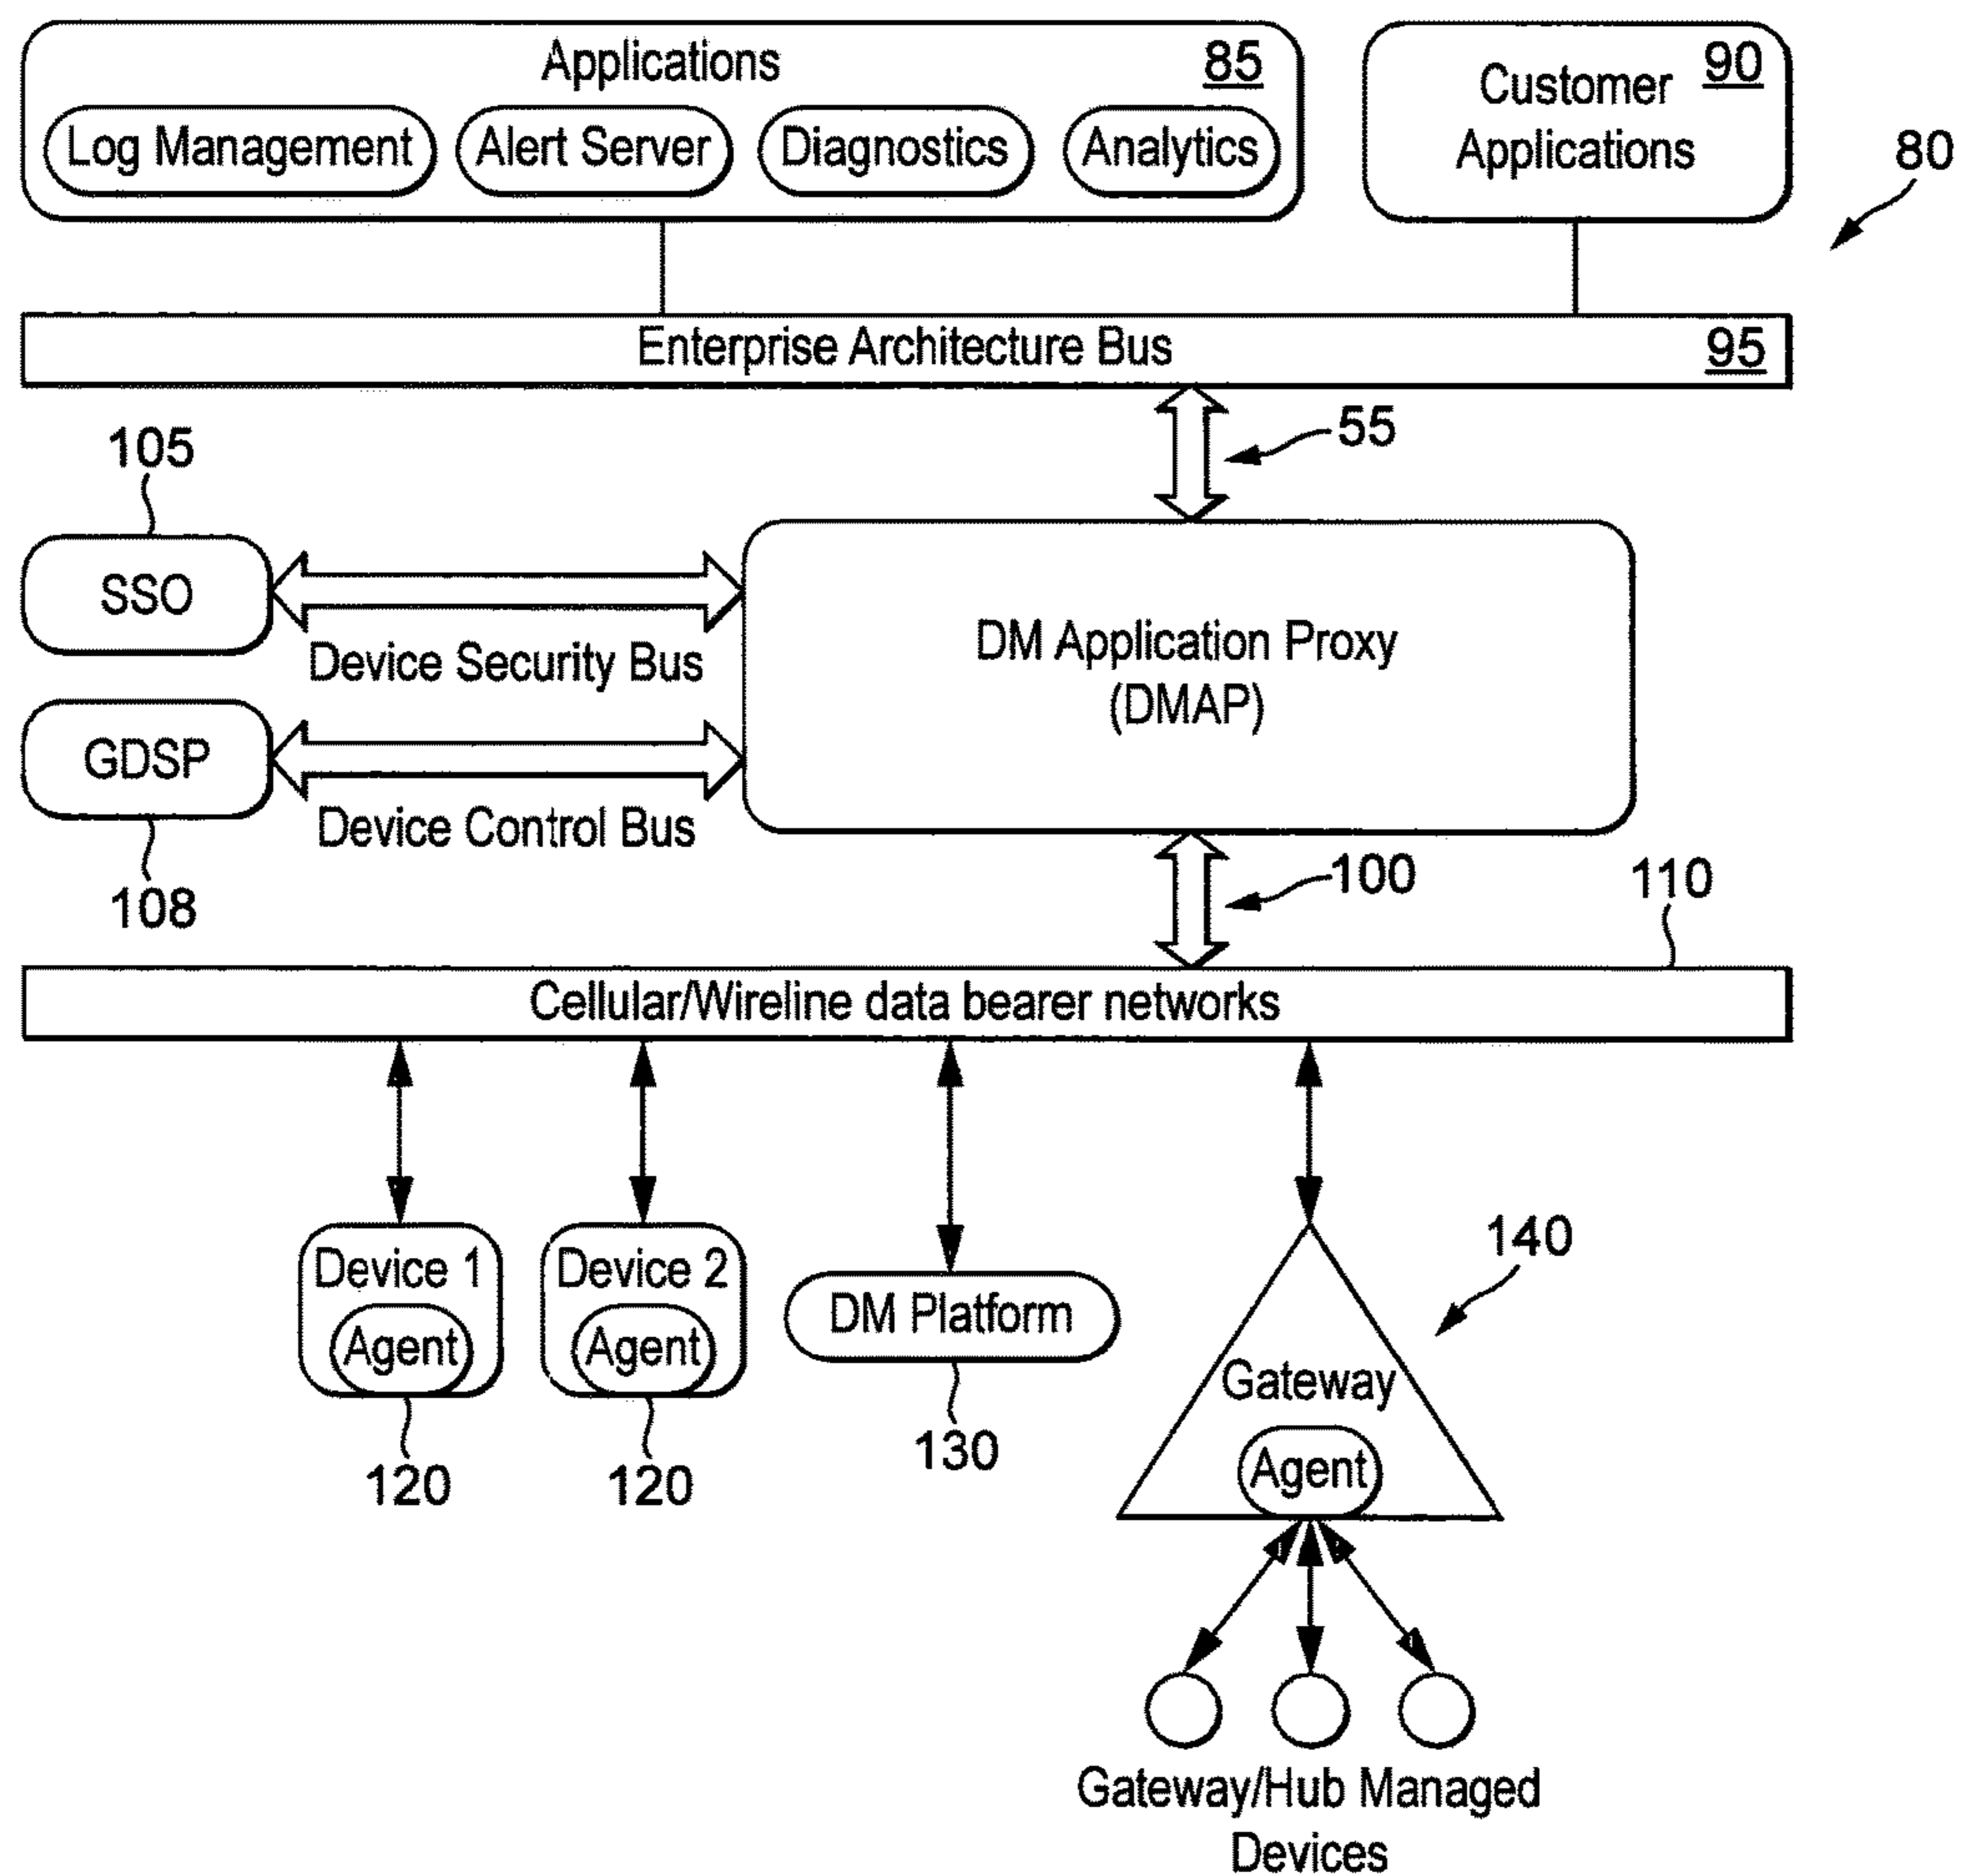 Applications 85
Log Management Alert Server Diagnostics Analytics
Customer 90
Applications
80
Enterprise Architecture Bus 95
55
105
SSO
Device Security Bus
DM Application Proxy
(DMAP)
GDSP
Device Control Bus
108
100
110
Cellular/Wireline data bearer networks
Device 1
Agent
120
Device 2
Agent
120
DM Platform
130
140
Gateway
Agent
Gateway/Hub Managed
Devices